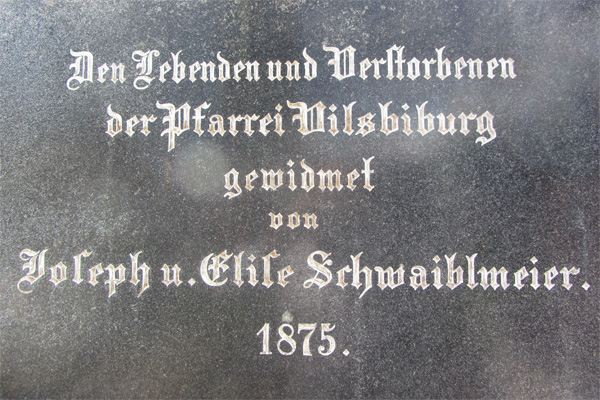 Den Lebenden und Verstorbenen
der Pfarrei Vilsbiburg
gewidmet
von
Joseph u. Elise Schwaiblmeier.
1875.